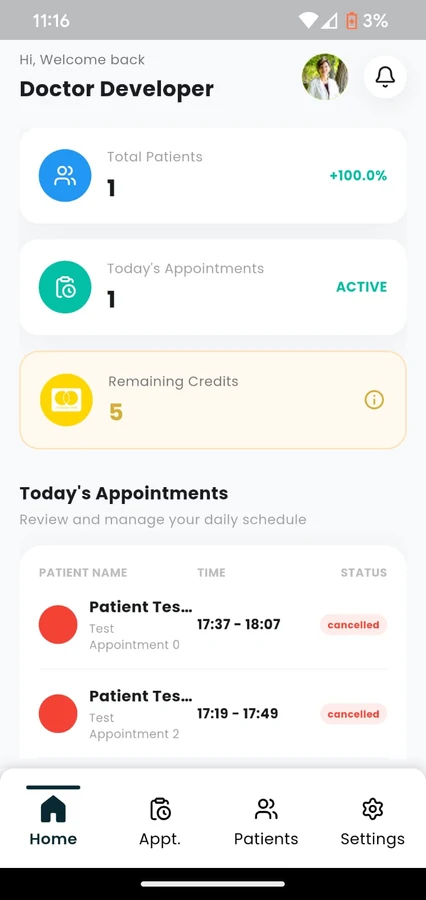 11:16
3%
Hi, Welcome back
Doctor Developer
Total Patients
1
+100.0%
Today's Appointments
1
ACTIVE
Remaining Credits
5
Today's Appointments
Review and manage your daily schedule
PATIENT NAME TIME STATUS
Patient Tes...
Test
Appointment 0
17:37 - 18:07
cancelled
Patient Tes...
Test
Appointment 2
17:19 - 17:49
cancelled
Home Appt. Patients Settings